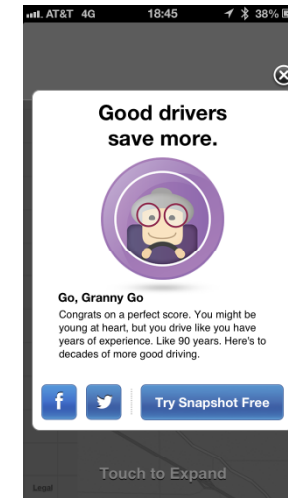 AT&T 4G 18:45 38%
Good drivers
save more.
Go, Granny Go
Congrats on a perfect score. You might be
young at heart, but you drive like you have
years of experience. Like 90 years. Here's to
decades of more good driving.
f
Try Snapshot Free
Touch to Expand
Legal